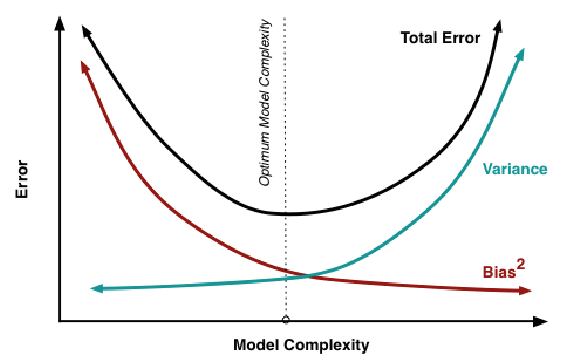 Total Error
Optimum Model Complexity
Variance
Error
Bias²
Model Complexity